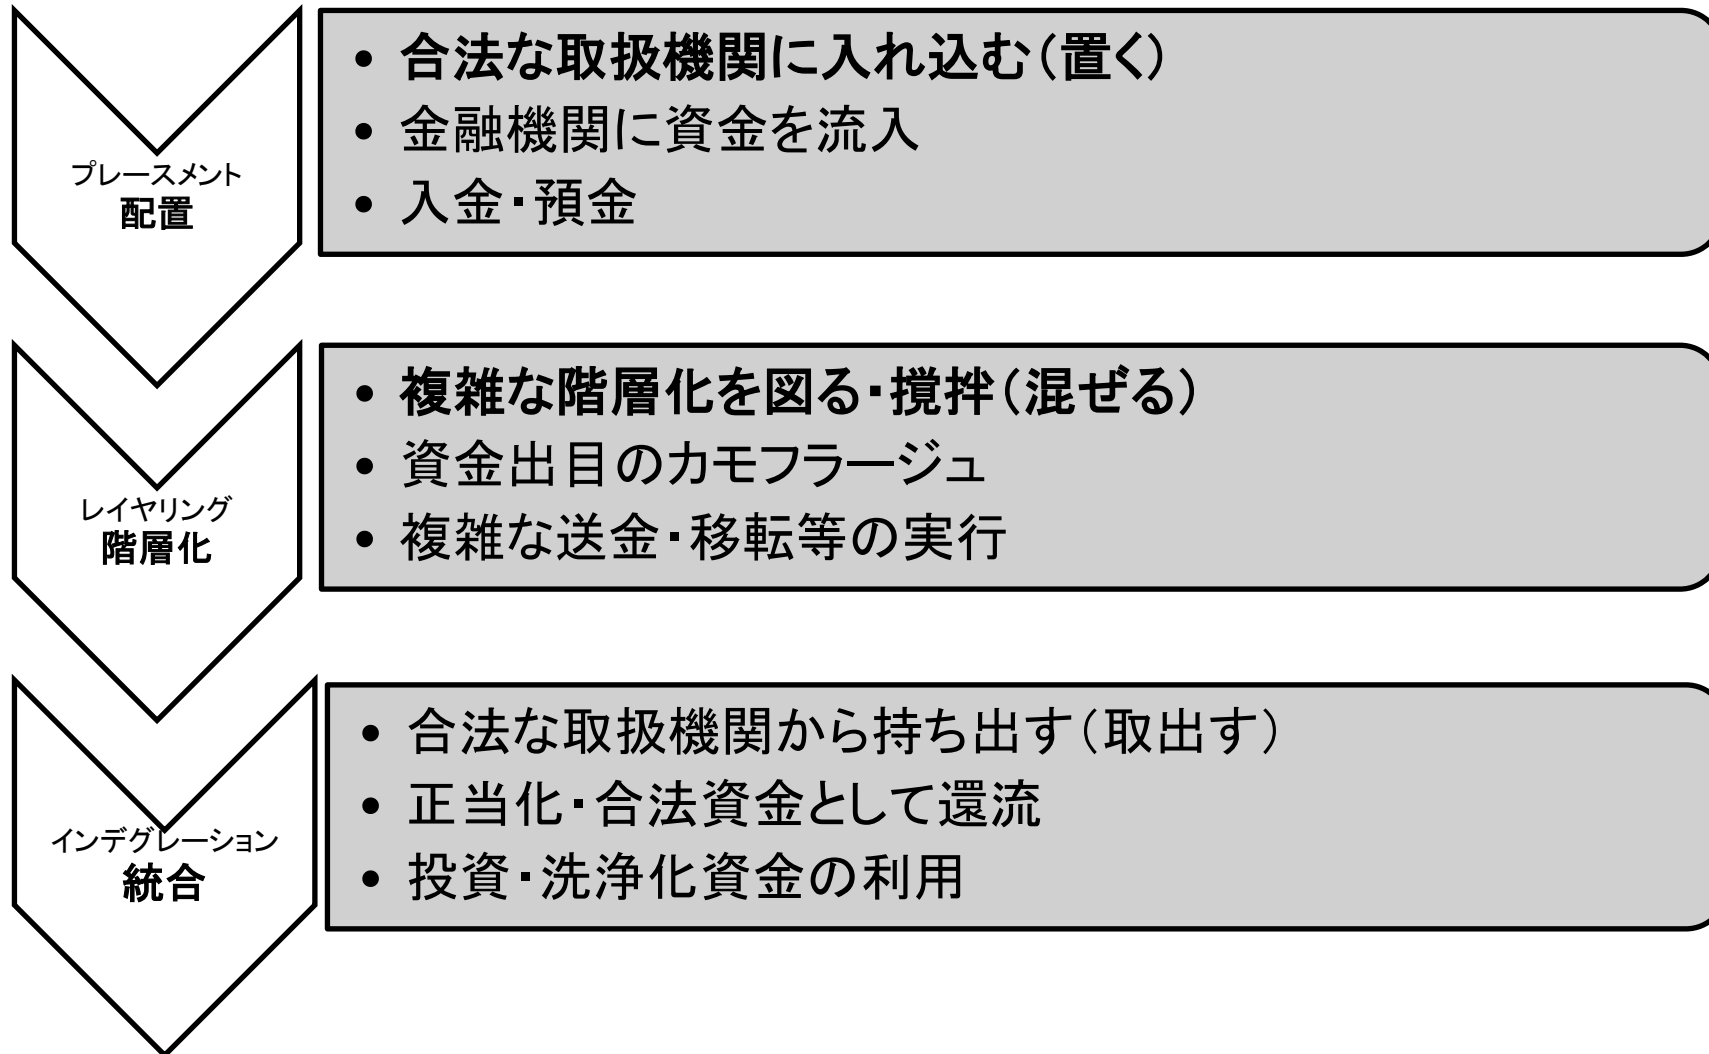 プレースメント
配置
• 合法な取扱機関に入れ込む(置く)
• 金融機関に資金を流入
• 入金・預金
レイヤリング
階層化
• 複雑な階層化を図る・撹拌(混ぜる)
• 資金出目のカモフラージュ
• 複雑な送金・移転等の実行
インデグレーション
統合
• 合法な取扱機関から持ち出す(取出す)
• 正当化・合法資金として還流
• 投資・洗浄化資金の利用